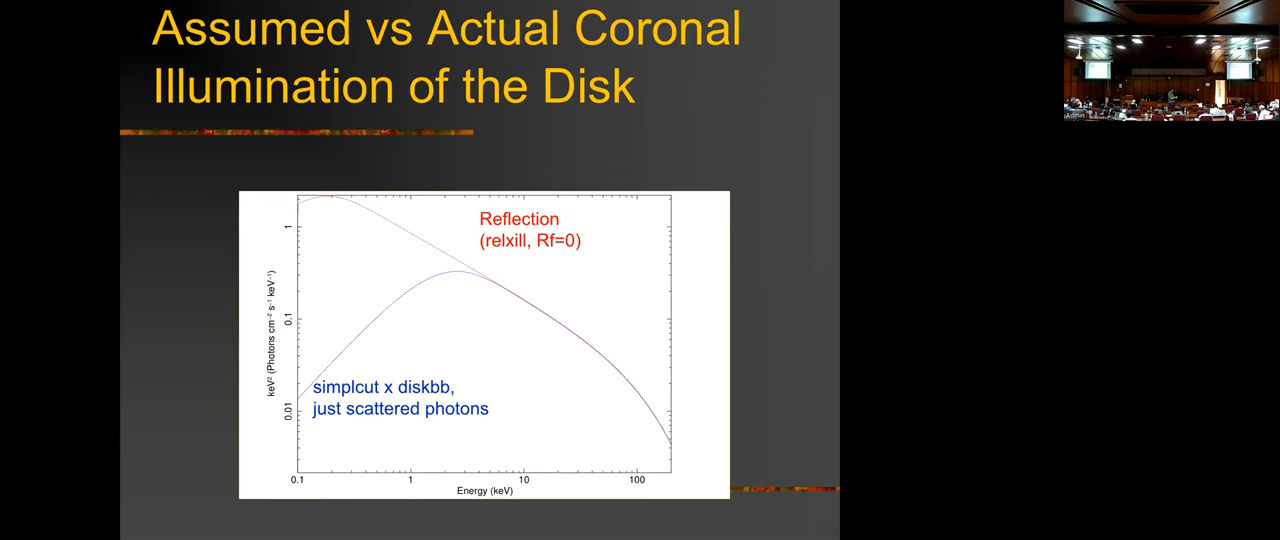 Assumed vs Actual Coronal
Illumination of the Disk
Reflection
(relxill, Rf=0)
simplcut x diskbb,
just scattered photons
1
0.1
0.01
keV² (Photons cm⁻² s⁻¹ keV⁻¹)
0.1
1
10
100
Energy (keV)